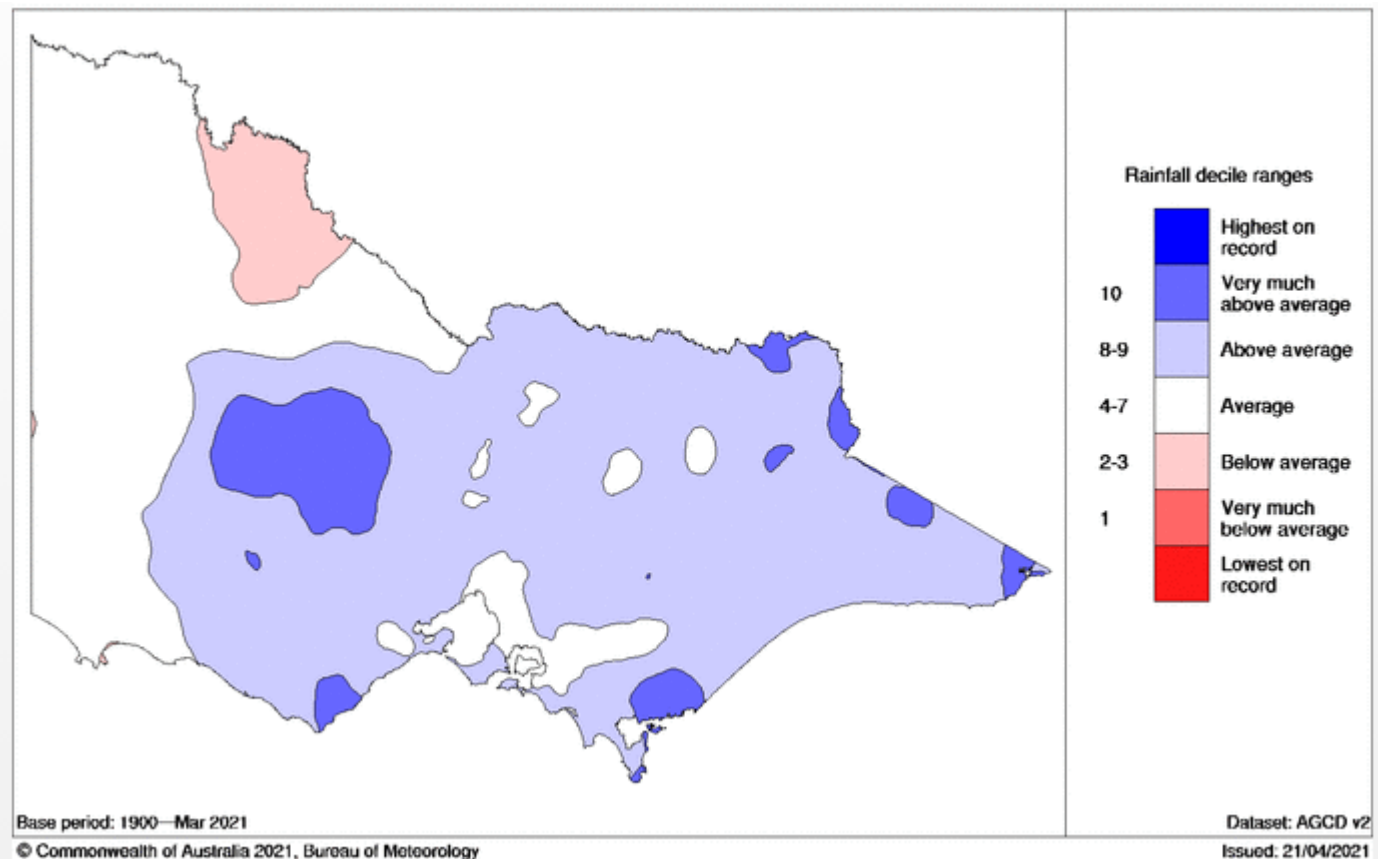 Rainfall decile ranges
Highest on
record
10
Very much
above average
8-9
Above average
4-7
Average
2-3
Below average
1
Very much
below average
Lowest on
record
Base period: 1900—Mar 2021
Dataset: AGCD v2
© Commonwealth of Australia 2021, Bureau of Meteorology
Issued: 21/04/2021